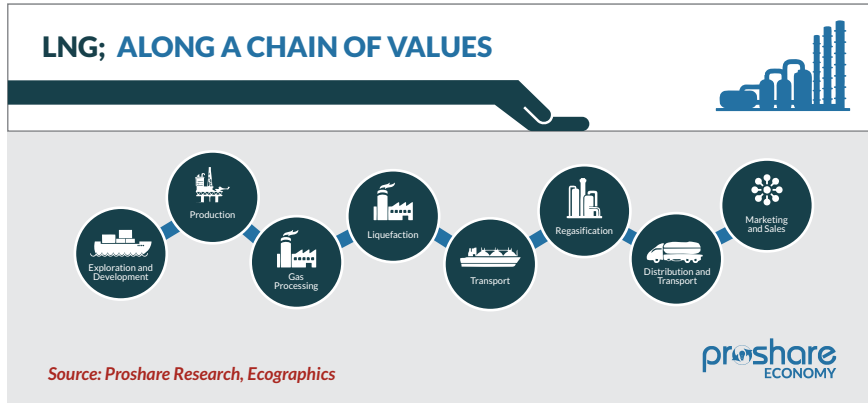 LNG; ALONG A CHAIN OF VALUES
Exploration and
Development
Production
Gas
Processing
Liquefaction
Transport
Regasification
Distribution and
Transport
Marketing
and Sales
Source: Proshare Research, Ecographics
proshare
ECONOMY